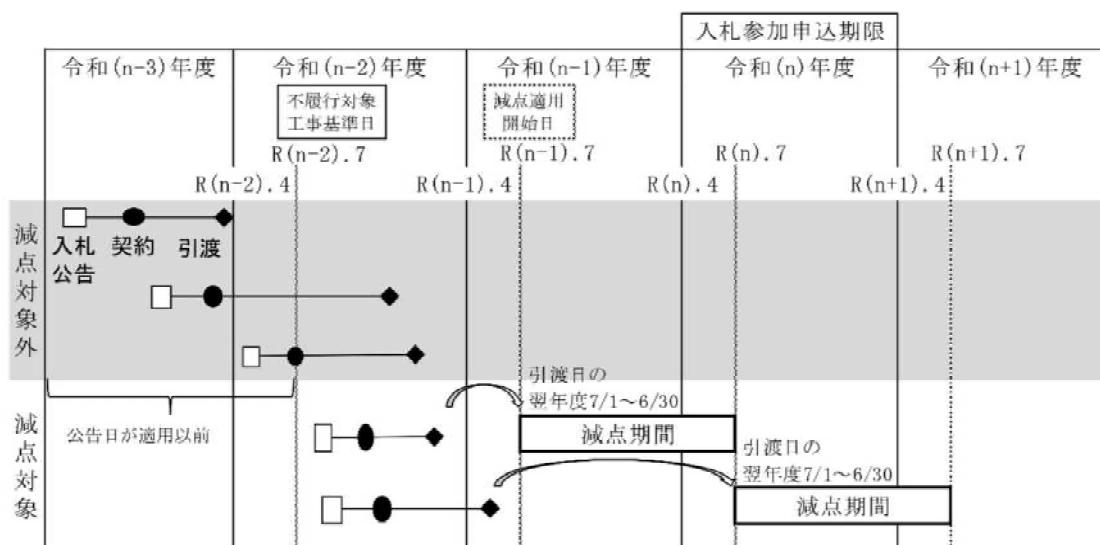 入札参加申込期限
令和(n-3)年度
令和(n-2)年度
令和(n-1)年度
令和(n)年度
令和(n+1)年度
不履行対象
工事基準日
減点適用
開始日
R(n-2).7
R(n-1).7
R(n).7
R(n+1).7
R(n-2).4
R(n-1).4
R(n).4
R(n+1).4
減点対象外
入札
公告
契約
引渡
引渡日の
翌年度7/1～6/30
減点対象
公告日が適用以前
減点期間
引渡日の
翌年度7/1～6/30
減点期間